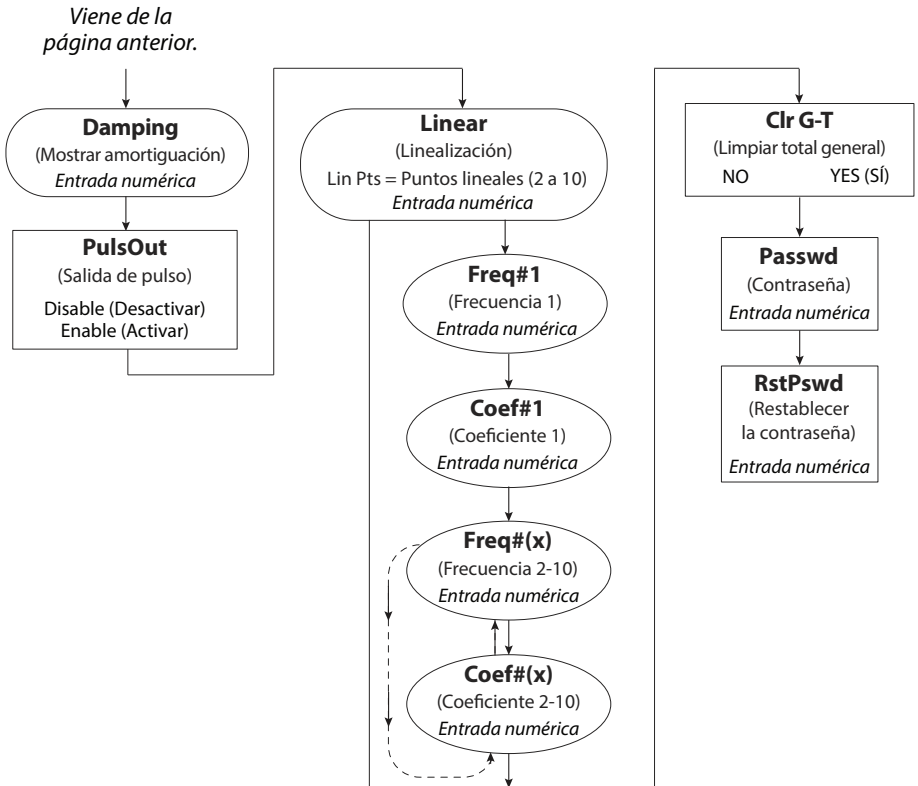 Viene de la
página anterior.
Damping
(Mostrar amortiguación)
Entrada numérica
PulsOut
(Salida de pulso)
Disable (Desactivar)
Enable (Activar)
Linear
(Linealización)
Lin Pts = Puntos lineales (2 a 10)
Entrada numérica
Freq#1
(Frecuencia 1)
Entrada numérica
Coef#1
(Coeficiente 1)
Entrada numérica
Freq#(x)
(Frecuencia 2-10)
Entrada numérica
Coef#(x)
(Coeficiente 2-10)
Entrada numérica
Clr G-T
(Limpiar total general)
NO YES (SÍ)
Passwd
(Contraseña)
Entrada numérica
RstPswd
(Restablecer
la contraseña)
Entrada numérica